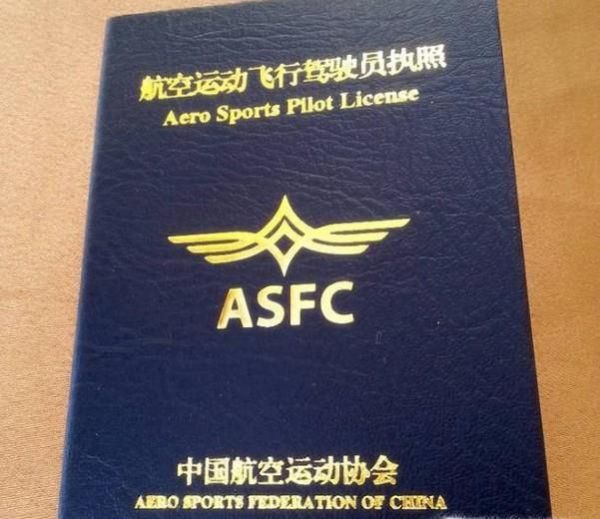 航空运动飞行驾驶员执照
Aero Sports Pilot License
ASFC
中国航空运动协会
AERO SPORTS FEDERATION OF CHINA